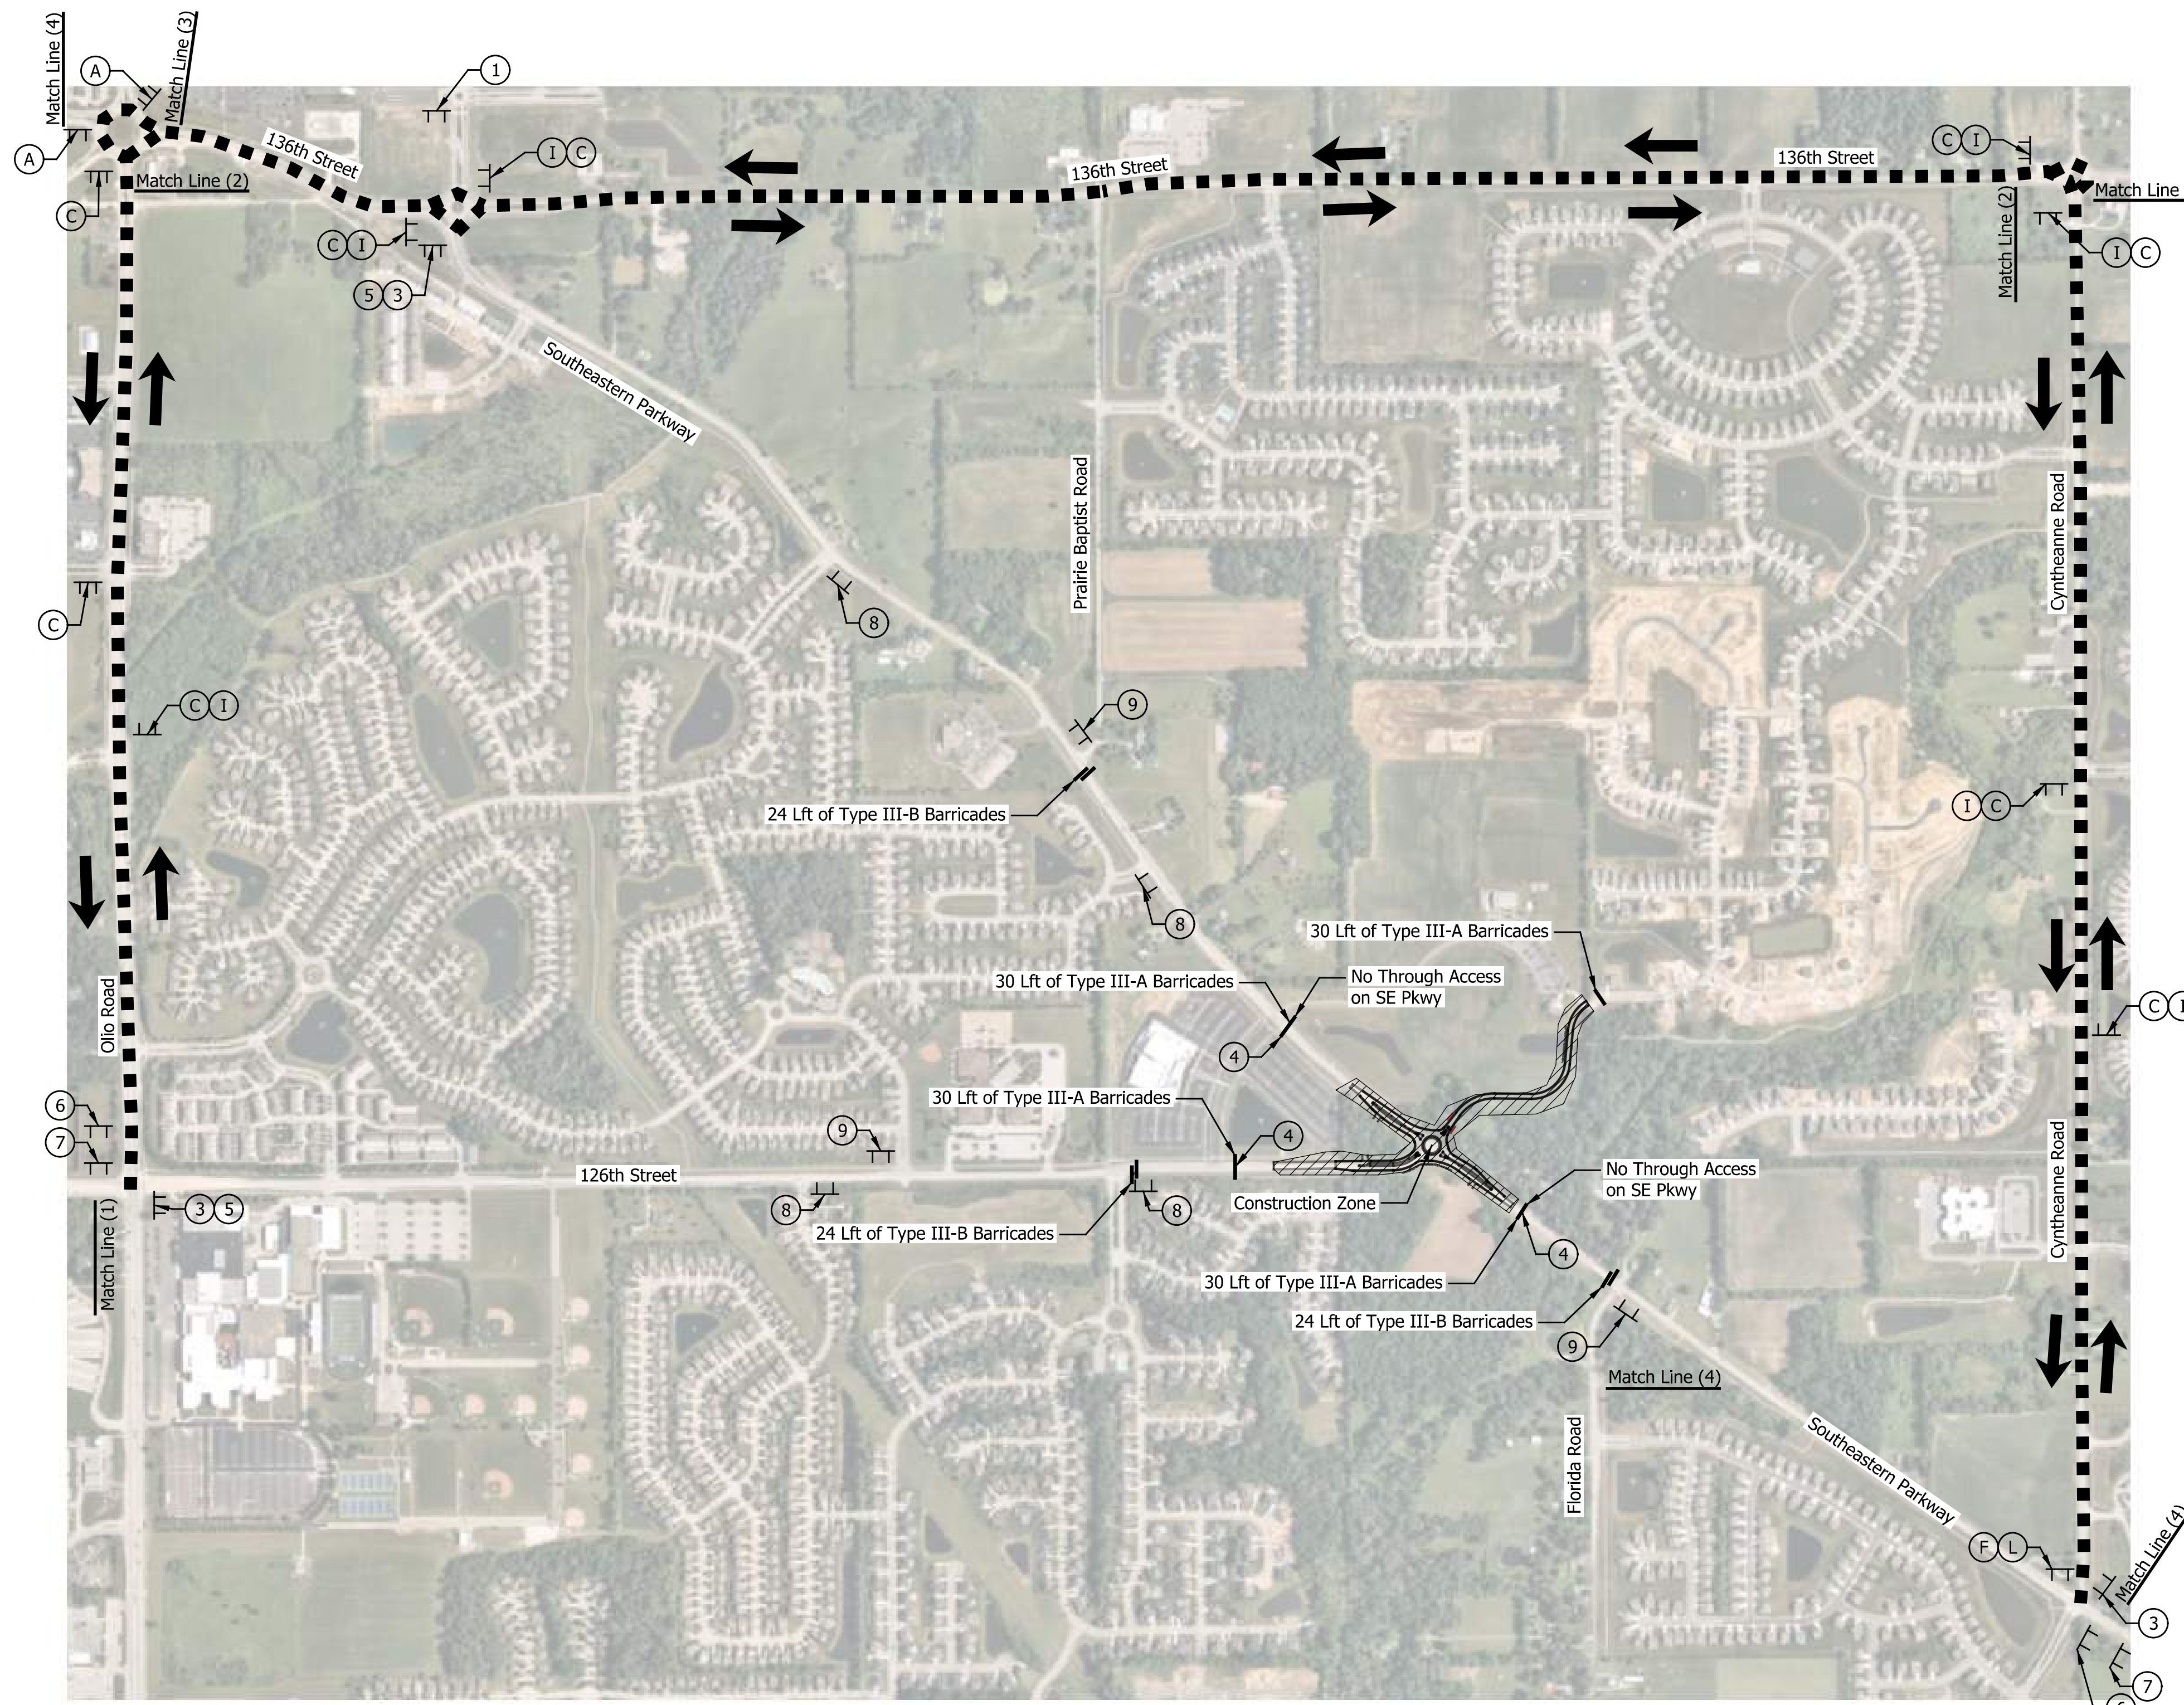 Match Line (4)
Match Line (3)
A
1
A
136th Street
I C
C I
136th Street
136th Street
Match Line (2)
C
Match Line
Match Line (2)
C I
5 3
I C
Southeastern Parkway
Prairie Baptist Road
Cyntheanne Road
C
8
C I
9
24 Lft of Type III-B Barricades
I C
8
30 Lft of Type III-A Barricades
30 Lft of Type III-A Barricades
No Through Access
on SE Pkwy
Olio Road
4
C I
6
30 Lft of Type III-A Barricades
7
9
4
126th Street
No Through Access
on SE Pkwy
Cyntheanne Road
3 5
8
8
Construction Zone
24 Lft of Type III-B Barricades
4
Match Line (1)
30 Lft of Type III-A Barricades
24 Lft of Type III-B Barricades
9
Match Line (4)
Florida Road
Southeastern Parkway
F L
Match Line (4)
3
7